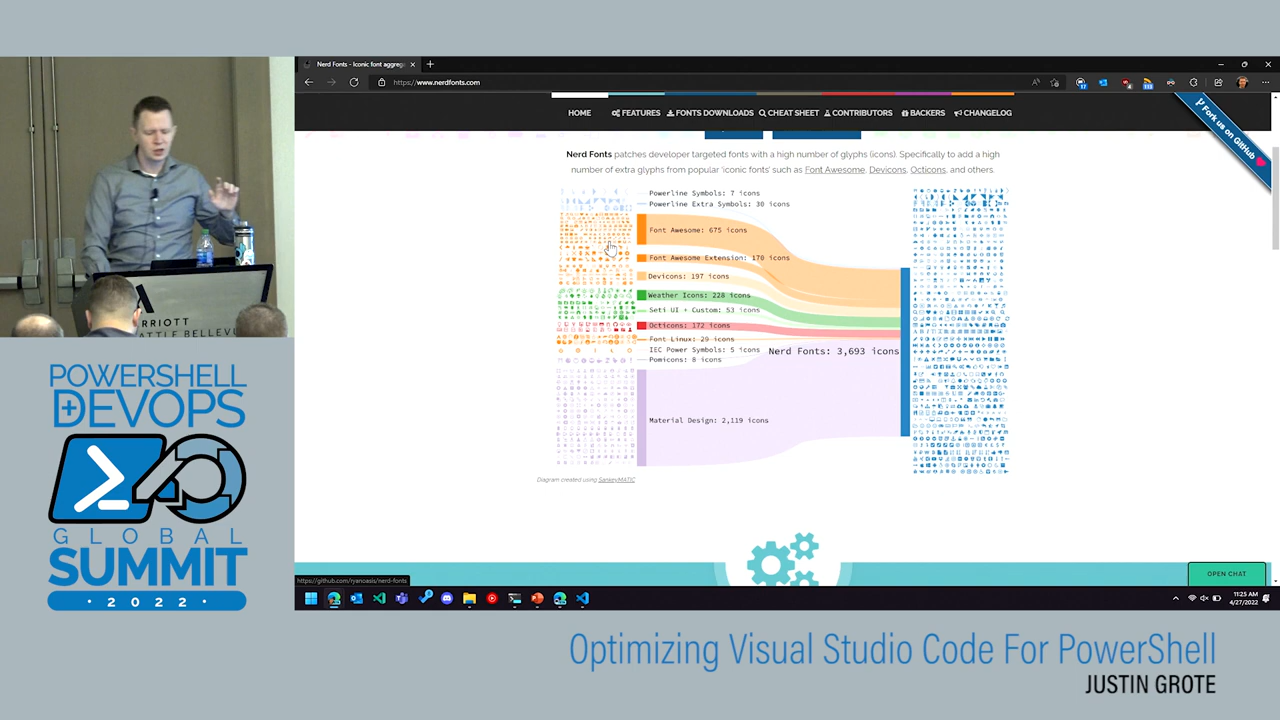 Nerd Fonts - Iconic font aggreg
https://www.nerdfonts.com
HOME
FEATURES
FONTS DOWNLOADS
CHEAT SHEET
CONTRIBUTORS
BACKERS
CHANGELOG
Fork us on GitHub
Nerd Fonts patches developer targeted fonts with a high number of glyphs (icons). Specifically to add a high
number of extra glyphs from popular 'iconic fonts' such as Font Awesome, Devicons, Octicons, and others.
Powerline Symbols: 7 icons
Powerline Extra Symbols: 30 icons
Font Awesome: 675 icons
Font Awesome Extension: 170 icons
Devicons: 197 icons
Weather Icons: 228 icons
Seti UI + Custom: 53 icons
Octicons: 172 icons
Font Linux: 29 icons
IEC Power Symbols: 5 icons
Pomicons: 8 icons
Nerd Fonts: 3,693 icons
Material Design: 2,119 icons
Diagram created using SankeyMATIC
OPEN CHAT
https://github.com/ryanoasis/nerd-fonts
11:25 AM
4/27/2022
RRIOTT
ATTLE BELLEV
POWERSHELL
+ DEVOPS
GLOBAL
SUMMIT
· 2022 ·
Optimizing Visual Studio Code For PowerShell
JUSTIN GROTE